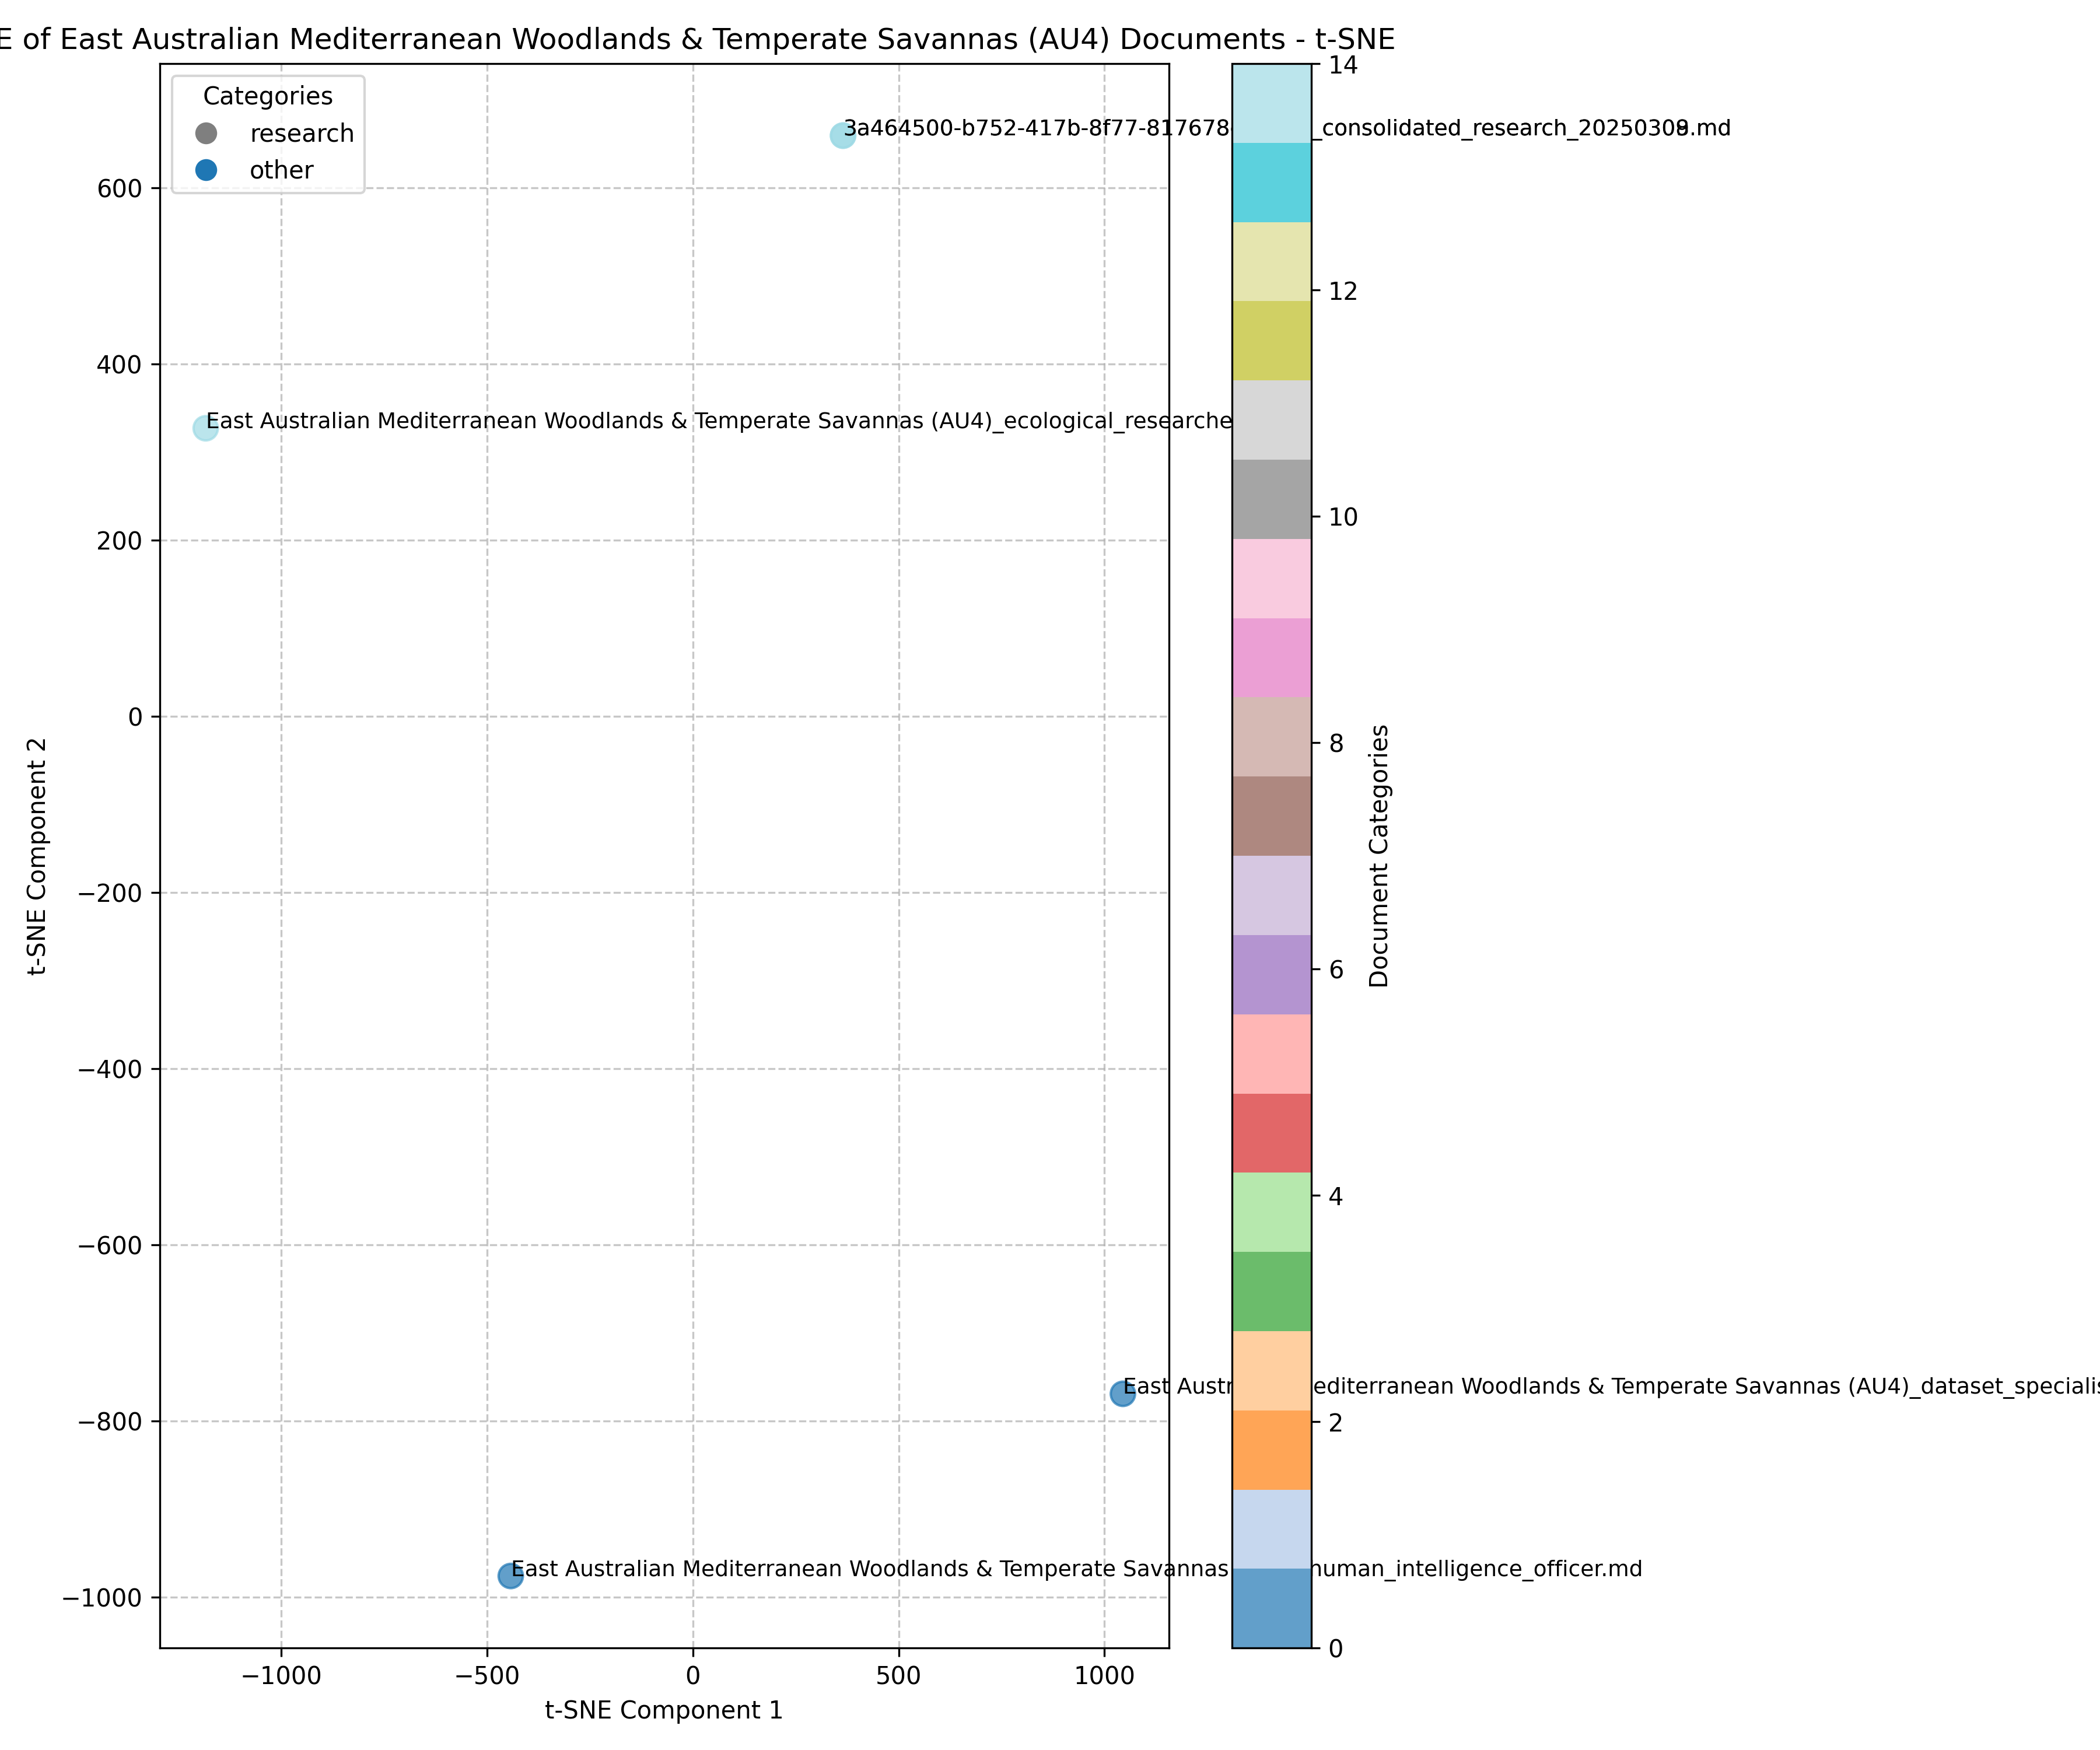 E of East Australian Mediterranean Woodlands & Temperate Savannas (AU4) Documents - t-SNE
Categories
research
other
3a464500-b752-417b-8f77-817678 _consolidated_research_2025030
East Australian Mediterranean Woodlands & Temperate Savannas (AU4)_ecological_researche
East Austr editerranean Woodlands & Temperate Savannas (AU4)_dataset_specialis
East Australian Mediterranean Woodlands & Temperate Savannas human_intelligence_officer.md
600
400
200
0
−200
−400
−600
−800
−1000
t-SNE Component 2
−1000
−500
0
500
1000
t-SNE Component 1
14
12
10
8
6
4
2
0
Document Categories